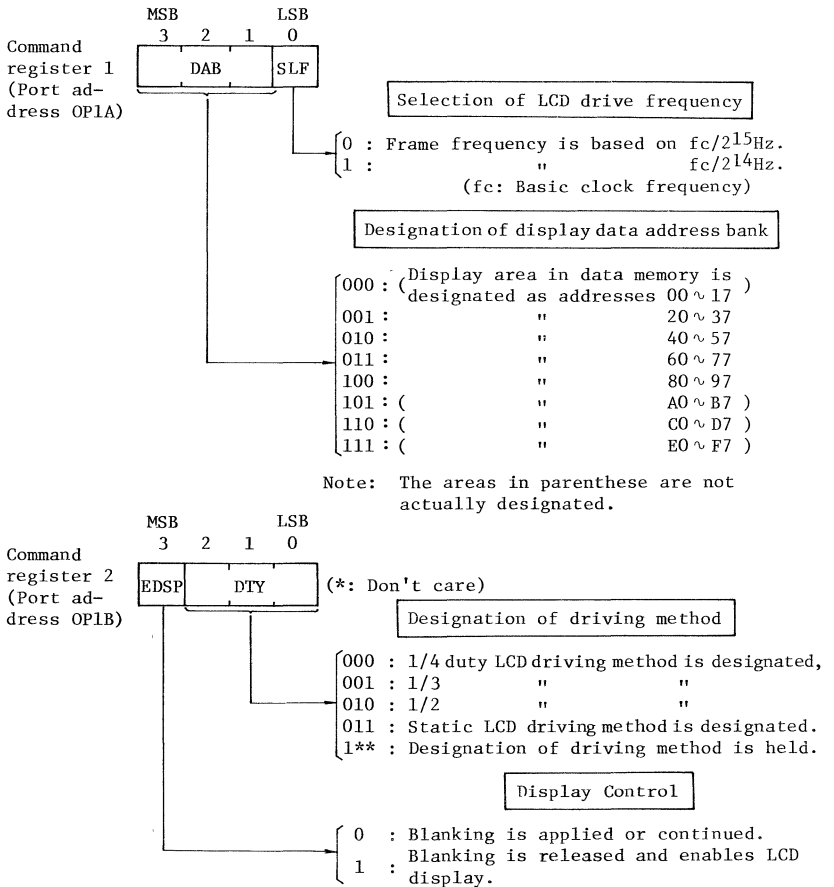 MSB LSB
3 2 1 0
Command
register 1
(Port ad-
dress OP1A)
DAB SLF
Selection of LCD drive frequency
0 : Frame frequency is based on fc/2^15Hz.
1 : " fc/2^14Hz.
(fc: Basic clock frequency)
Designation of display data address bank
000 : (Display area in data memory is
designated as addresses 00 ~ 17 )
001 : " 20 ~ 37
010 : " 40 ~ 57
011 : " 60 ~ 77
100 : " 80 ~ 97
101 : ( " A0 ~ B7 )
110 : ( " C0 ~ D7 )
111 : ( " E0 ~ F7 )
Note: The areas in parenthese are not
actually designated.
MSB LSB
3 2 1 0
Command
register 2
(Port ad-
dress OP1B)
EDSP DTY (*: Don't care)
Designation of driving method
000 : 1/4 duty LCD driving method is designated,
001 : 1/3 " "
010 : 1/2 " "
011 : Static LCD driving method is designated.
1** : Designation of driving method is held.
Display Control
0 : Blanking is applied or continued.
1 : Blanking is released and enables LCD
display.